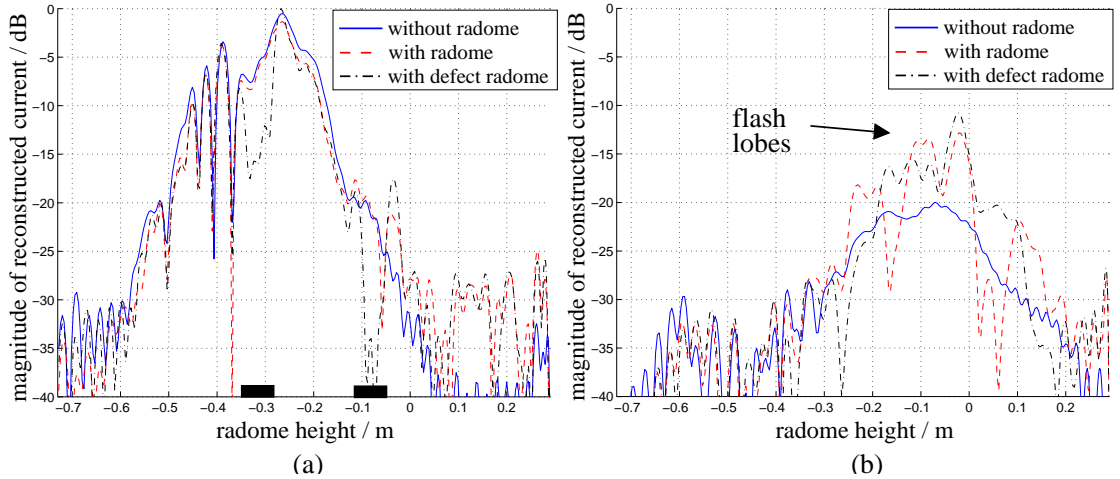 magnitude of reconstructed current / dB
0
−5
−10
−15
−20
−25
−30
−35
−40
−0.7 −0.6 −0.5 −0.4 −0.3 −0.2 −0.1 0 0.1 0.2
radome height / m
without radome
with radome
with defect radome
(a)
magnitude of reconstructed current / dB
0
−5
−10
−15
−20
−25
−30
−35
−40
−0.7 −0.6 −0.5 −0.4 −0.3 −0.2 −0.1 0 0.1 0.2
radome height / m
without radome
with radome
with defect radome
flash
lobes
(b)